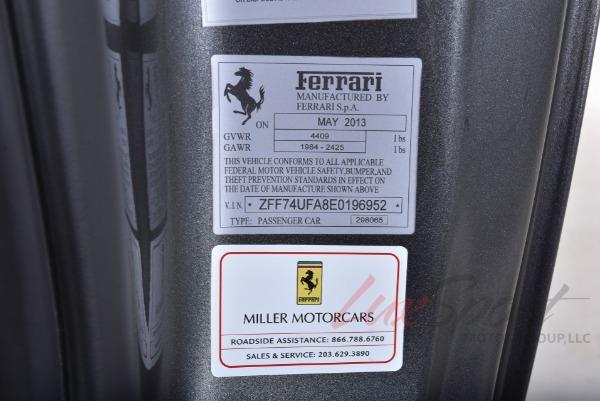 Ferrari
MANUFACTURED BY
FERRARI S.p.A.
ON MAY 2013
GVWR 4409 lbs
GAWR 1984 - 2425 lbs
THIS VEHICLE CONFORMS TO ALL APPLICABLE
FEDERAL MOTOR VEHICLE SAFETY, BUMPER, AND
THEFT PREVENTION STANDARDS IN EFFECT ON
THE DATE OF MANUFACTURE SHOWN ABOVE
V.I.N. * ZFF74UFA8E0196952 *
TYPE: PASSENGER CAR 298065
Ferrari
MILLER MOTORCARS
ROADSIDE ASSISTANCE: 866.788.6760
SALES & SERVICE: 203.629.3890
Lux Sport
MOTOR GROUP,LLC